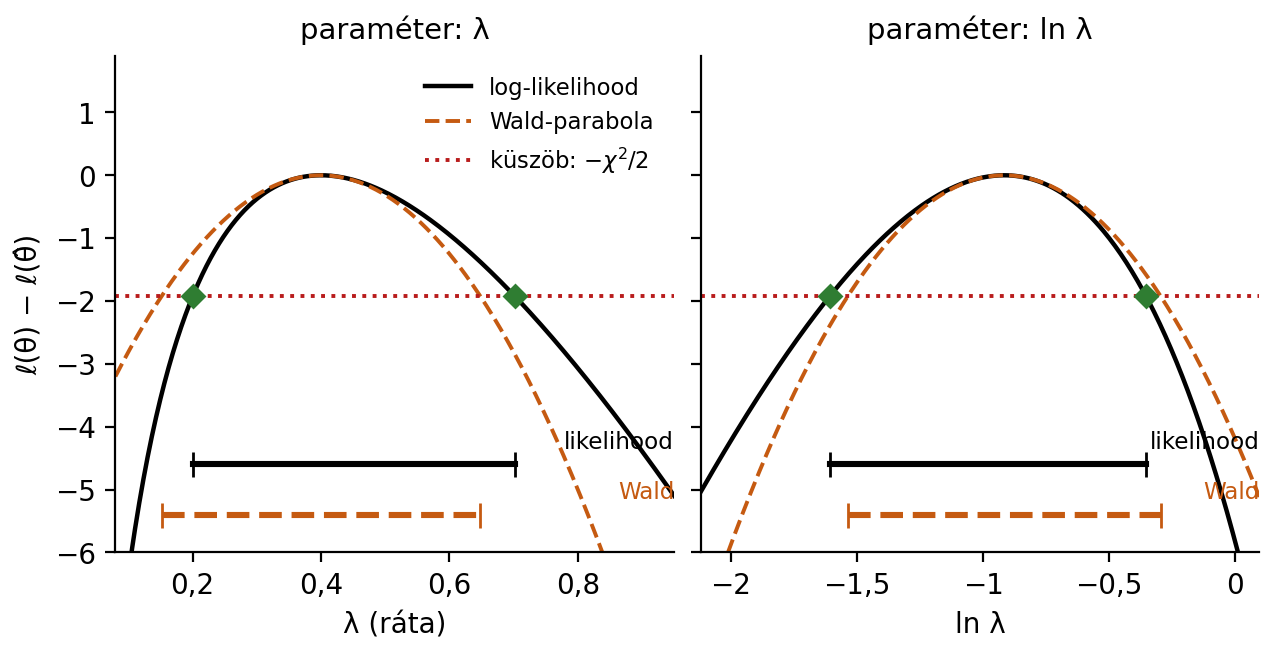 paraméter: λ
log-likelihood
Wald-parabola
küszöb: −χ²/2
1
0
−1
−2
−3
−4
−5
−6
ℓ(θ) − ℓ(θ̂)
likelihood
Wald
0,2 0,4 0,6 0,8
λ (ráta)
paraméter: ln λ
likelihood
Wald
−2 −1,5 −1 −0,5 0
ln λ